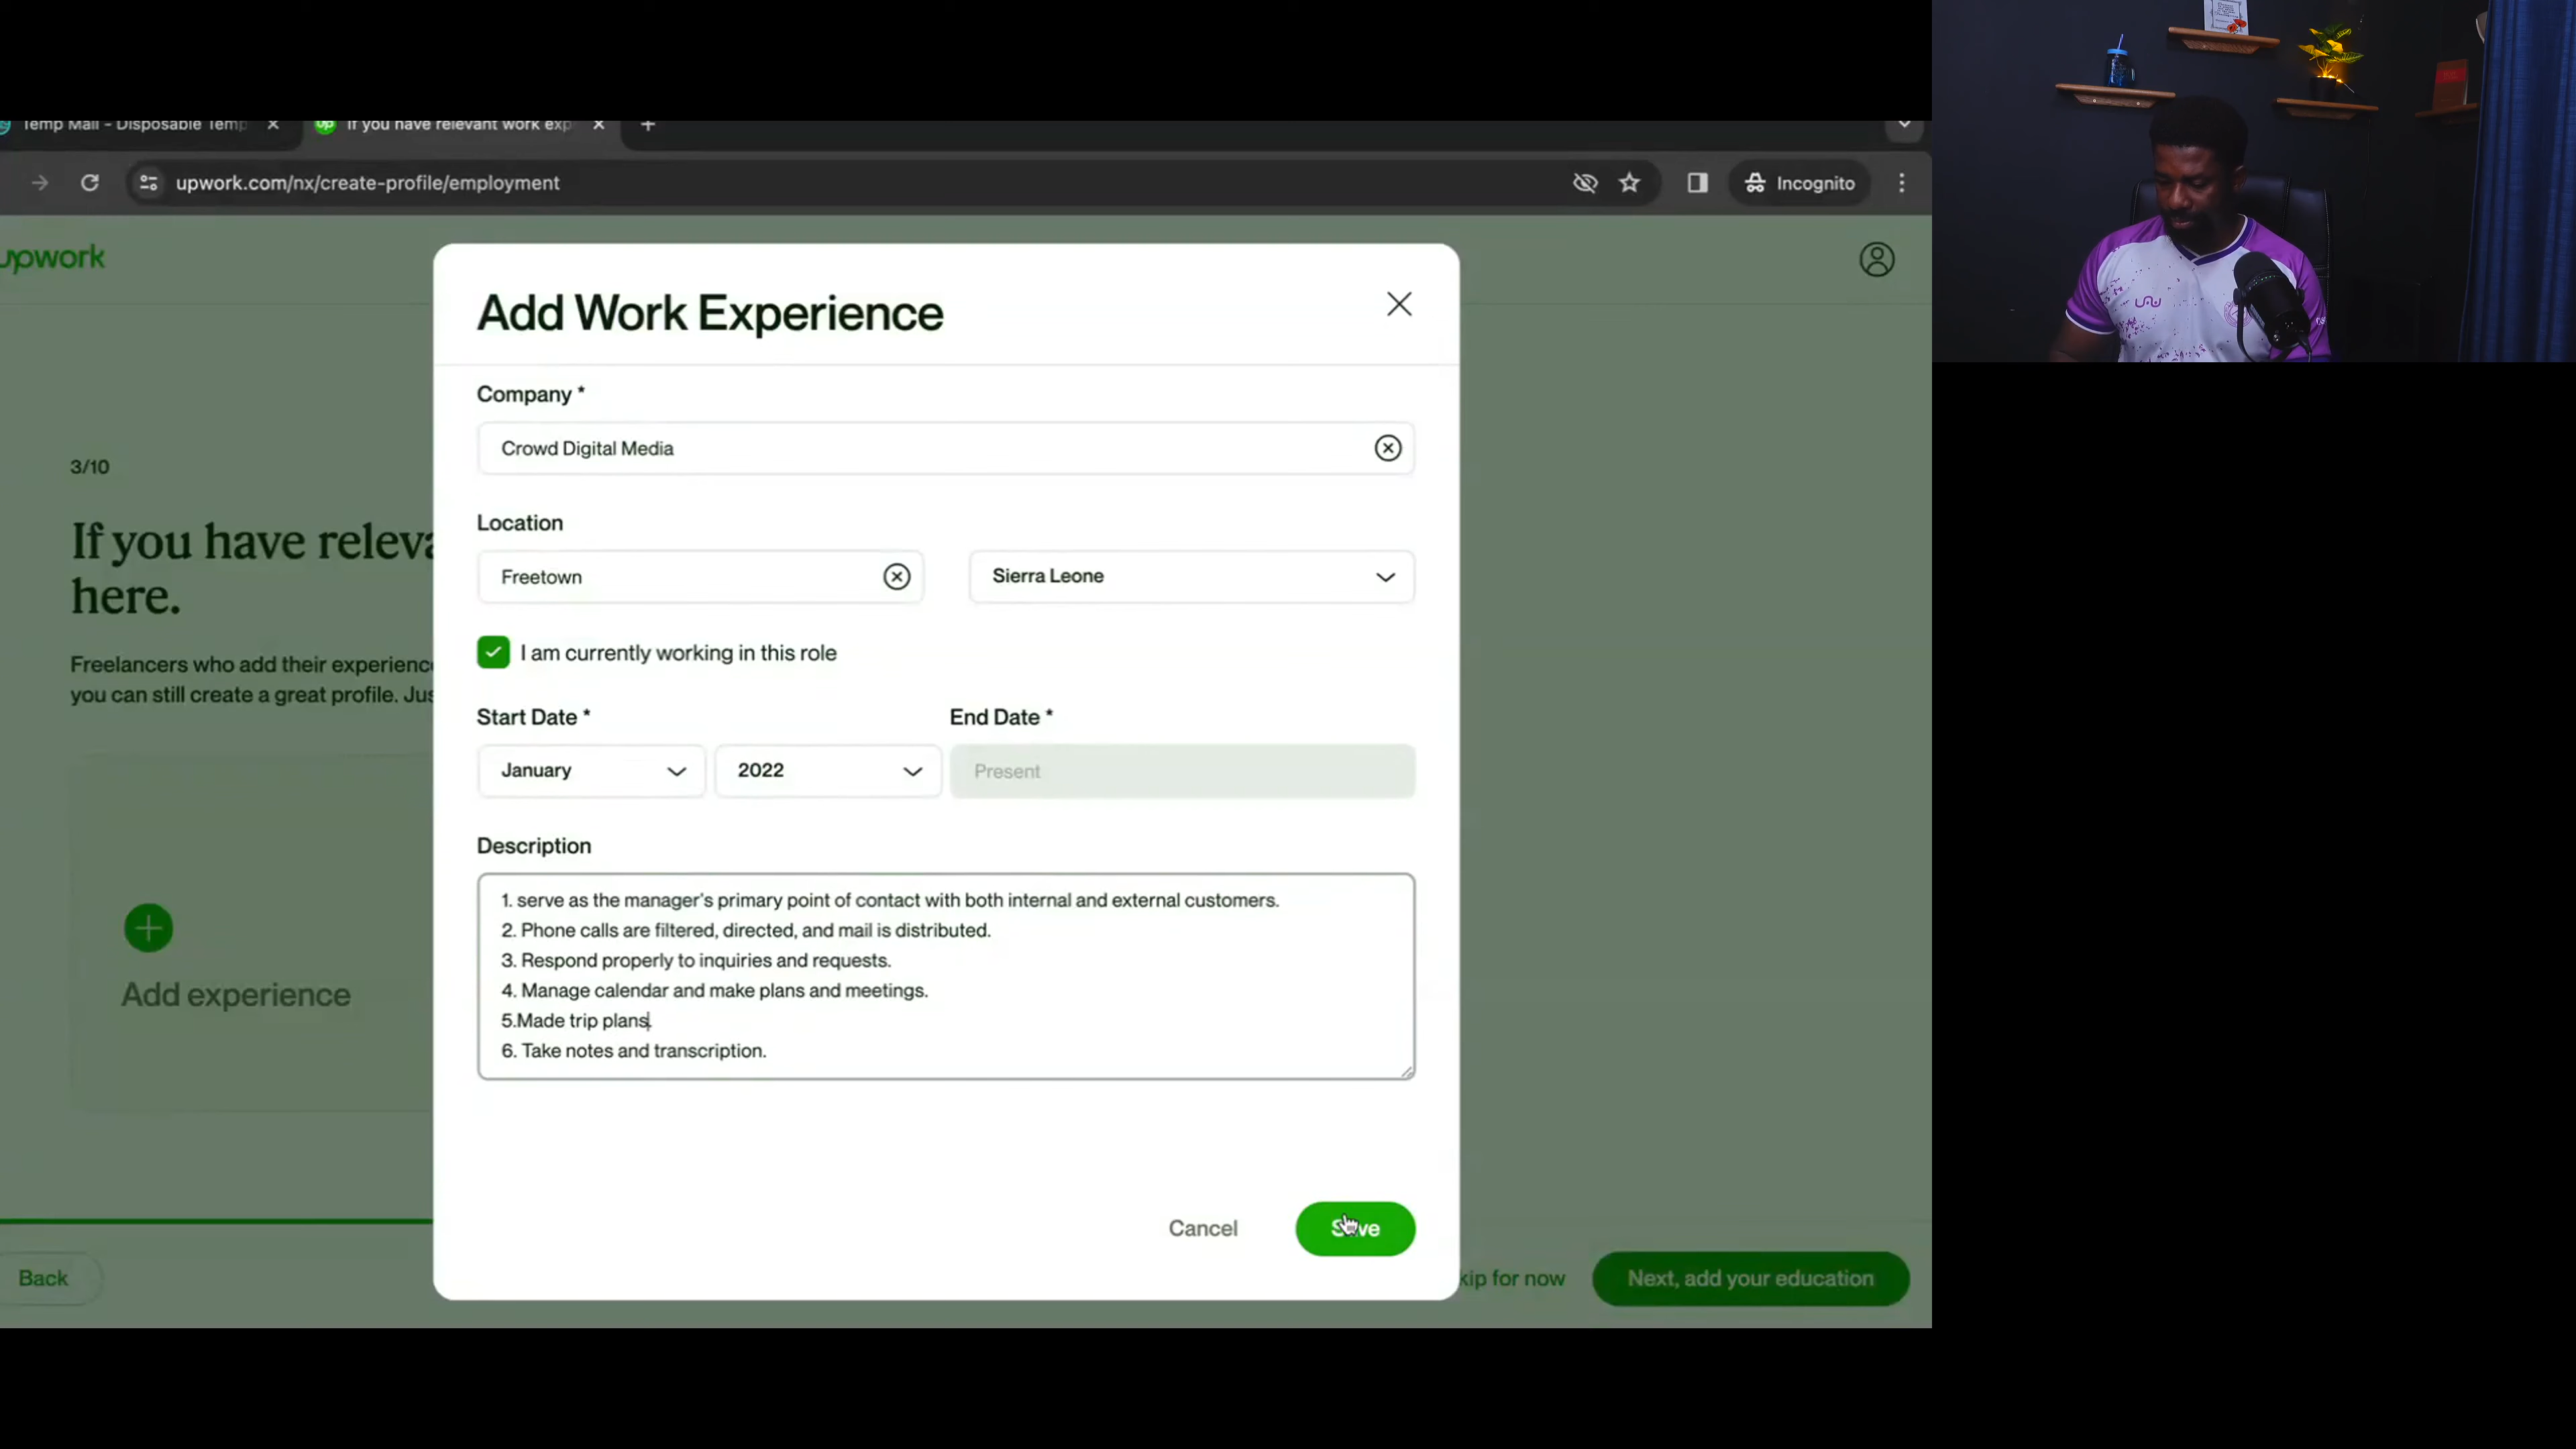 Temp Mail - Disposable Temp
If you have relevant work exp
upwork.com/nx/create-profile/employment
Incognito
upwork
Add Work Experience
Company *
Crowd Digital Media
3/10
Location
If you have releva
here.
Freetown
Sierra Leone
I am currently working in this role
Freelancers who add their experienc
you can still create a great profile. Jus
Start Date *
End Date *
January
2022
Present
Description
1. serve as the manager's primary point of contact with both internal and external customers.
2. Phone calls are filtered, directed, and mail is distributed.
3. Respond properly to inquiries and requests.
4. Manage calendar and make plans and meetings.
5.Made trip plans.
6. Take notes and transcription.
Add experience
Cancel
Save
Back
kip for now
Next, add your education